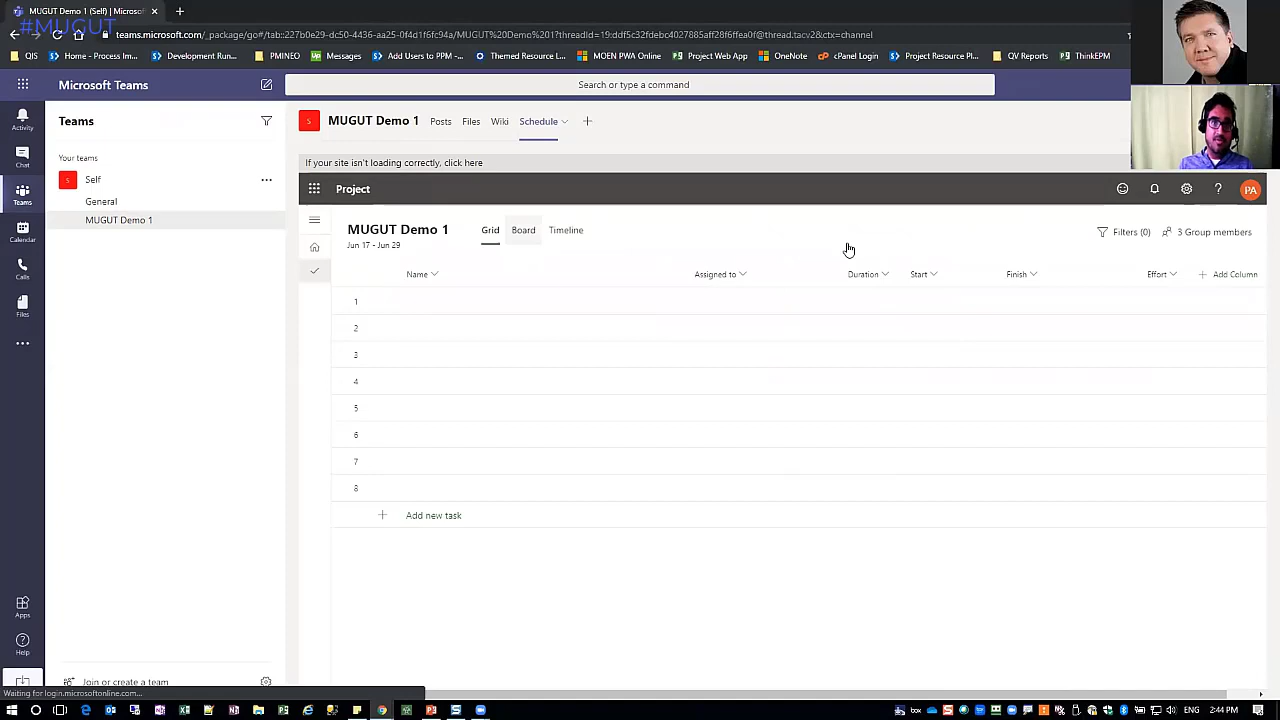 MUGUT Demo 1 (Self) | Microsof
#MUGUT
teams.microsoft.com/_package/go#/tab:227b0e29-dc50-4436-aa25-0f4d1f6fc94a/MUGUT%20Demo%201?threadId=19:ddf5c32fdebc4027885aff28f6ffea0f@thread.tacv2&ctx=channel
QIS Home - Process Im... Development Run... PMINEO Messages Add Users to PPM -... Themed Resource L... MOEN PWA Online Project Web App OneNote cPanel Login Project Resource Pl... QV Reports ThinkEPM
Microsoft Teams
Search or type a command
Activity
Chat
Teams
Calendar
Calls
Files
Apps
Help
Teams
Your teams
Self
General
MUGUT Demo 1
Join or create a team
S MUGUT Demo 1 Posts Files Wiki Schedule
If your site isn't loading correctly, click here
Project
PA
MUGUT Demo 1 Grid Board Timeline
Jun 17 - Jun 29
Filters (0) 3 Group members
Name Assigned to Duration Start Finish Effort Add Column
1
2
3
4
5
6
7
8
Add new task
Waiting for login.microsoftonline.com...
ENG 2:44 PM